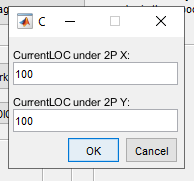 C...
CurrentLOC under 2P X:
100
CurrentLOC under 2P Y:
100
OK
Cancel